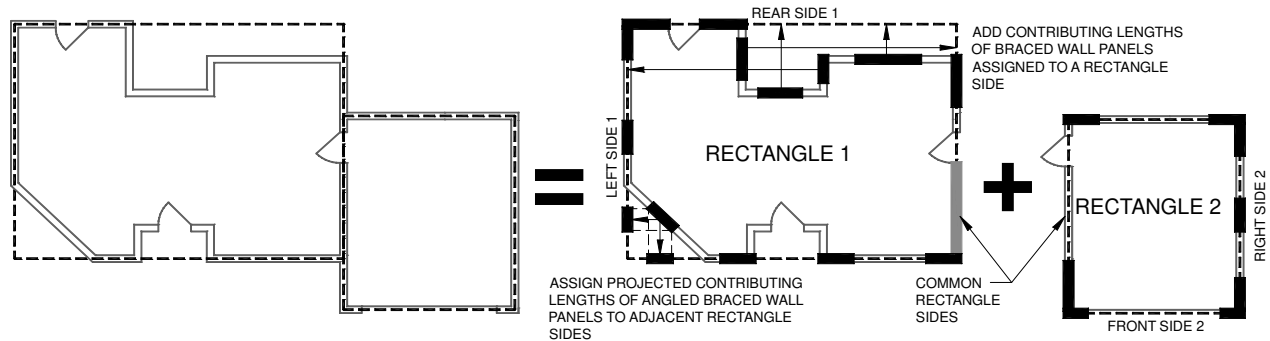 REAR SIDE 1
ADD CONTRIBUTING LENGTHS
OF BRACED WALL PANELS
ASSIGNED TO A RECTANGLE
SIDE
LEFT SIDE 1
RECTANGLE 1
RECTANGLE 2
RIGHT SIDE 2
ASSIGN PROJECTED CONTRIBUTING
LENGTHS OF ANGLED BRACED WALL
PANELS TO ADJACENT RECTANGLE
SIDES
COMMON
RECTANGLE
SIDES
FRONT SIDE 2